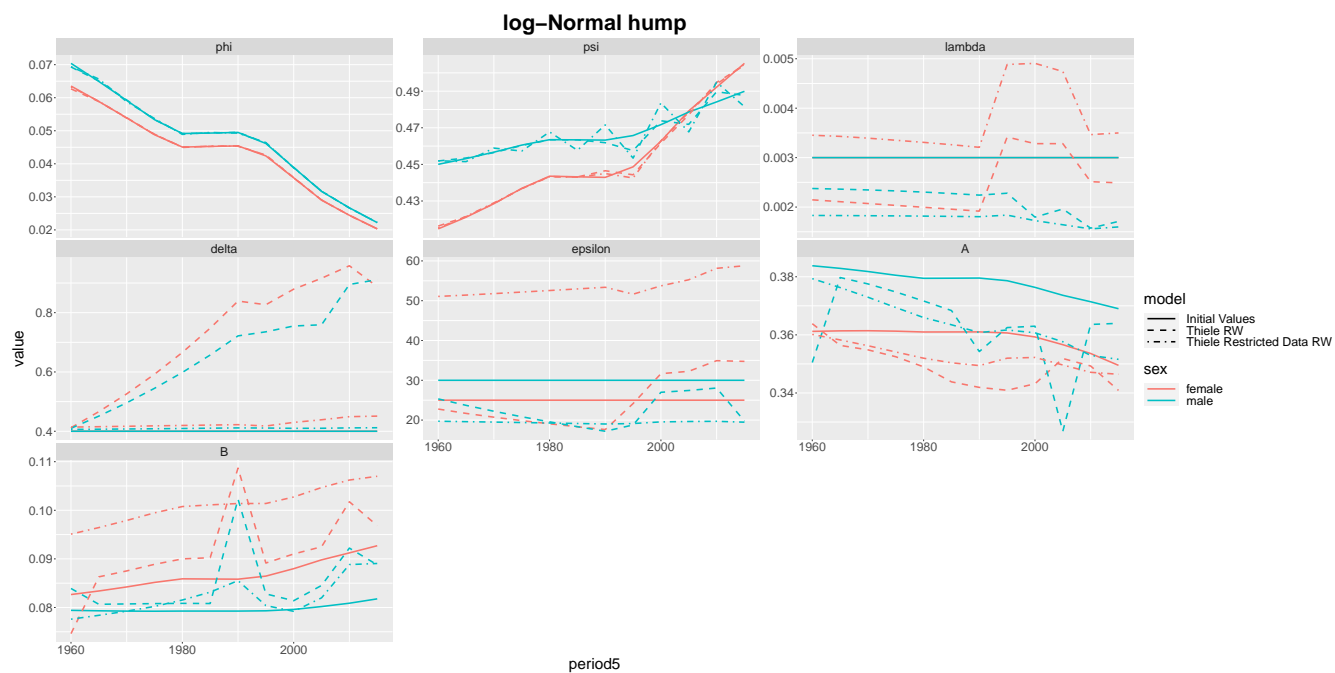 log−Normal hump
phi
psi
lambda
0.07
0.06
0.05
0.04
0.03
0.02
0.49
0.47
0.45
0.43
0.005
0.004
0.003
0.002
delta
epsilon
A
0.8
0.6
0.4
60
50
40
30
20
0.38
0.36
0.34
1960
1980
2000
1960
1980
2000
B
0.11
0.10
0.09
0.08
1960
1980
2000
value
period5
model
Initial Values
Thiele RW
Thiele Restricted Data RW
sex
female
male